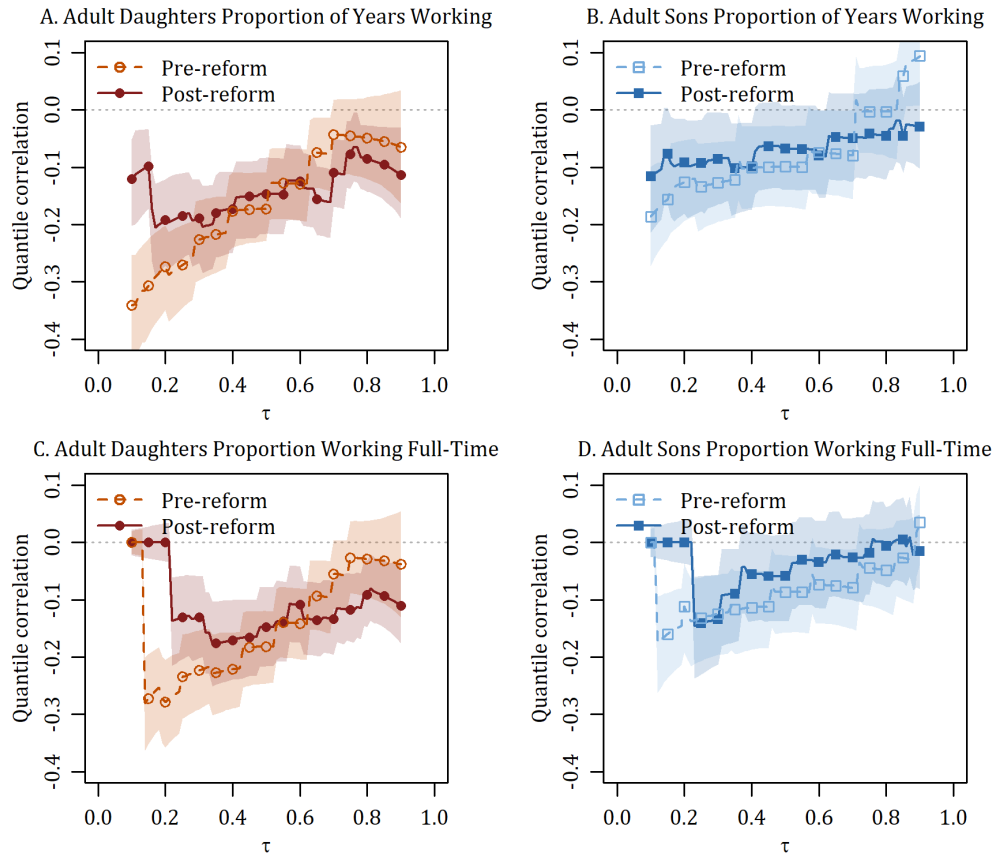 A. Adult Daughters Proportion of Years Working
Pre-reform
Post-reform
Quantile correlation
0.1
0.0
-0.1
-0.2
-0.3
-0.4
0.0 0.2 0.4 0.6 0.8 1.0
τ
B. Adult Sons Proportion of Years Working
Pre-reform
Post-reform
Quantile correlation
0.1
0.0
-0.1
-0.2
-0.3
-0.4
0.0 0.2 0.4 0.6 0.8 1.0
τ
C. Adult Daughters Proportion Working Full-Time
Pre-reform
Post-reform
Quantile correlation
0.1
0.0
-0.1
-0.2
-0.3
-0.4
0.0 0.2 0.4 0.6 0.8 1.0
τ
D. Adult Sons Proportion Working Full-Time
Pre-reform
Post-reform
Quantile correlation
0.1
0.0
-0.1
-0.2
-0.3
-0.4
0.0 0.2 0.4 0.6 0.8 1.0
τ